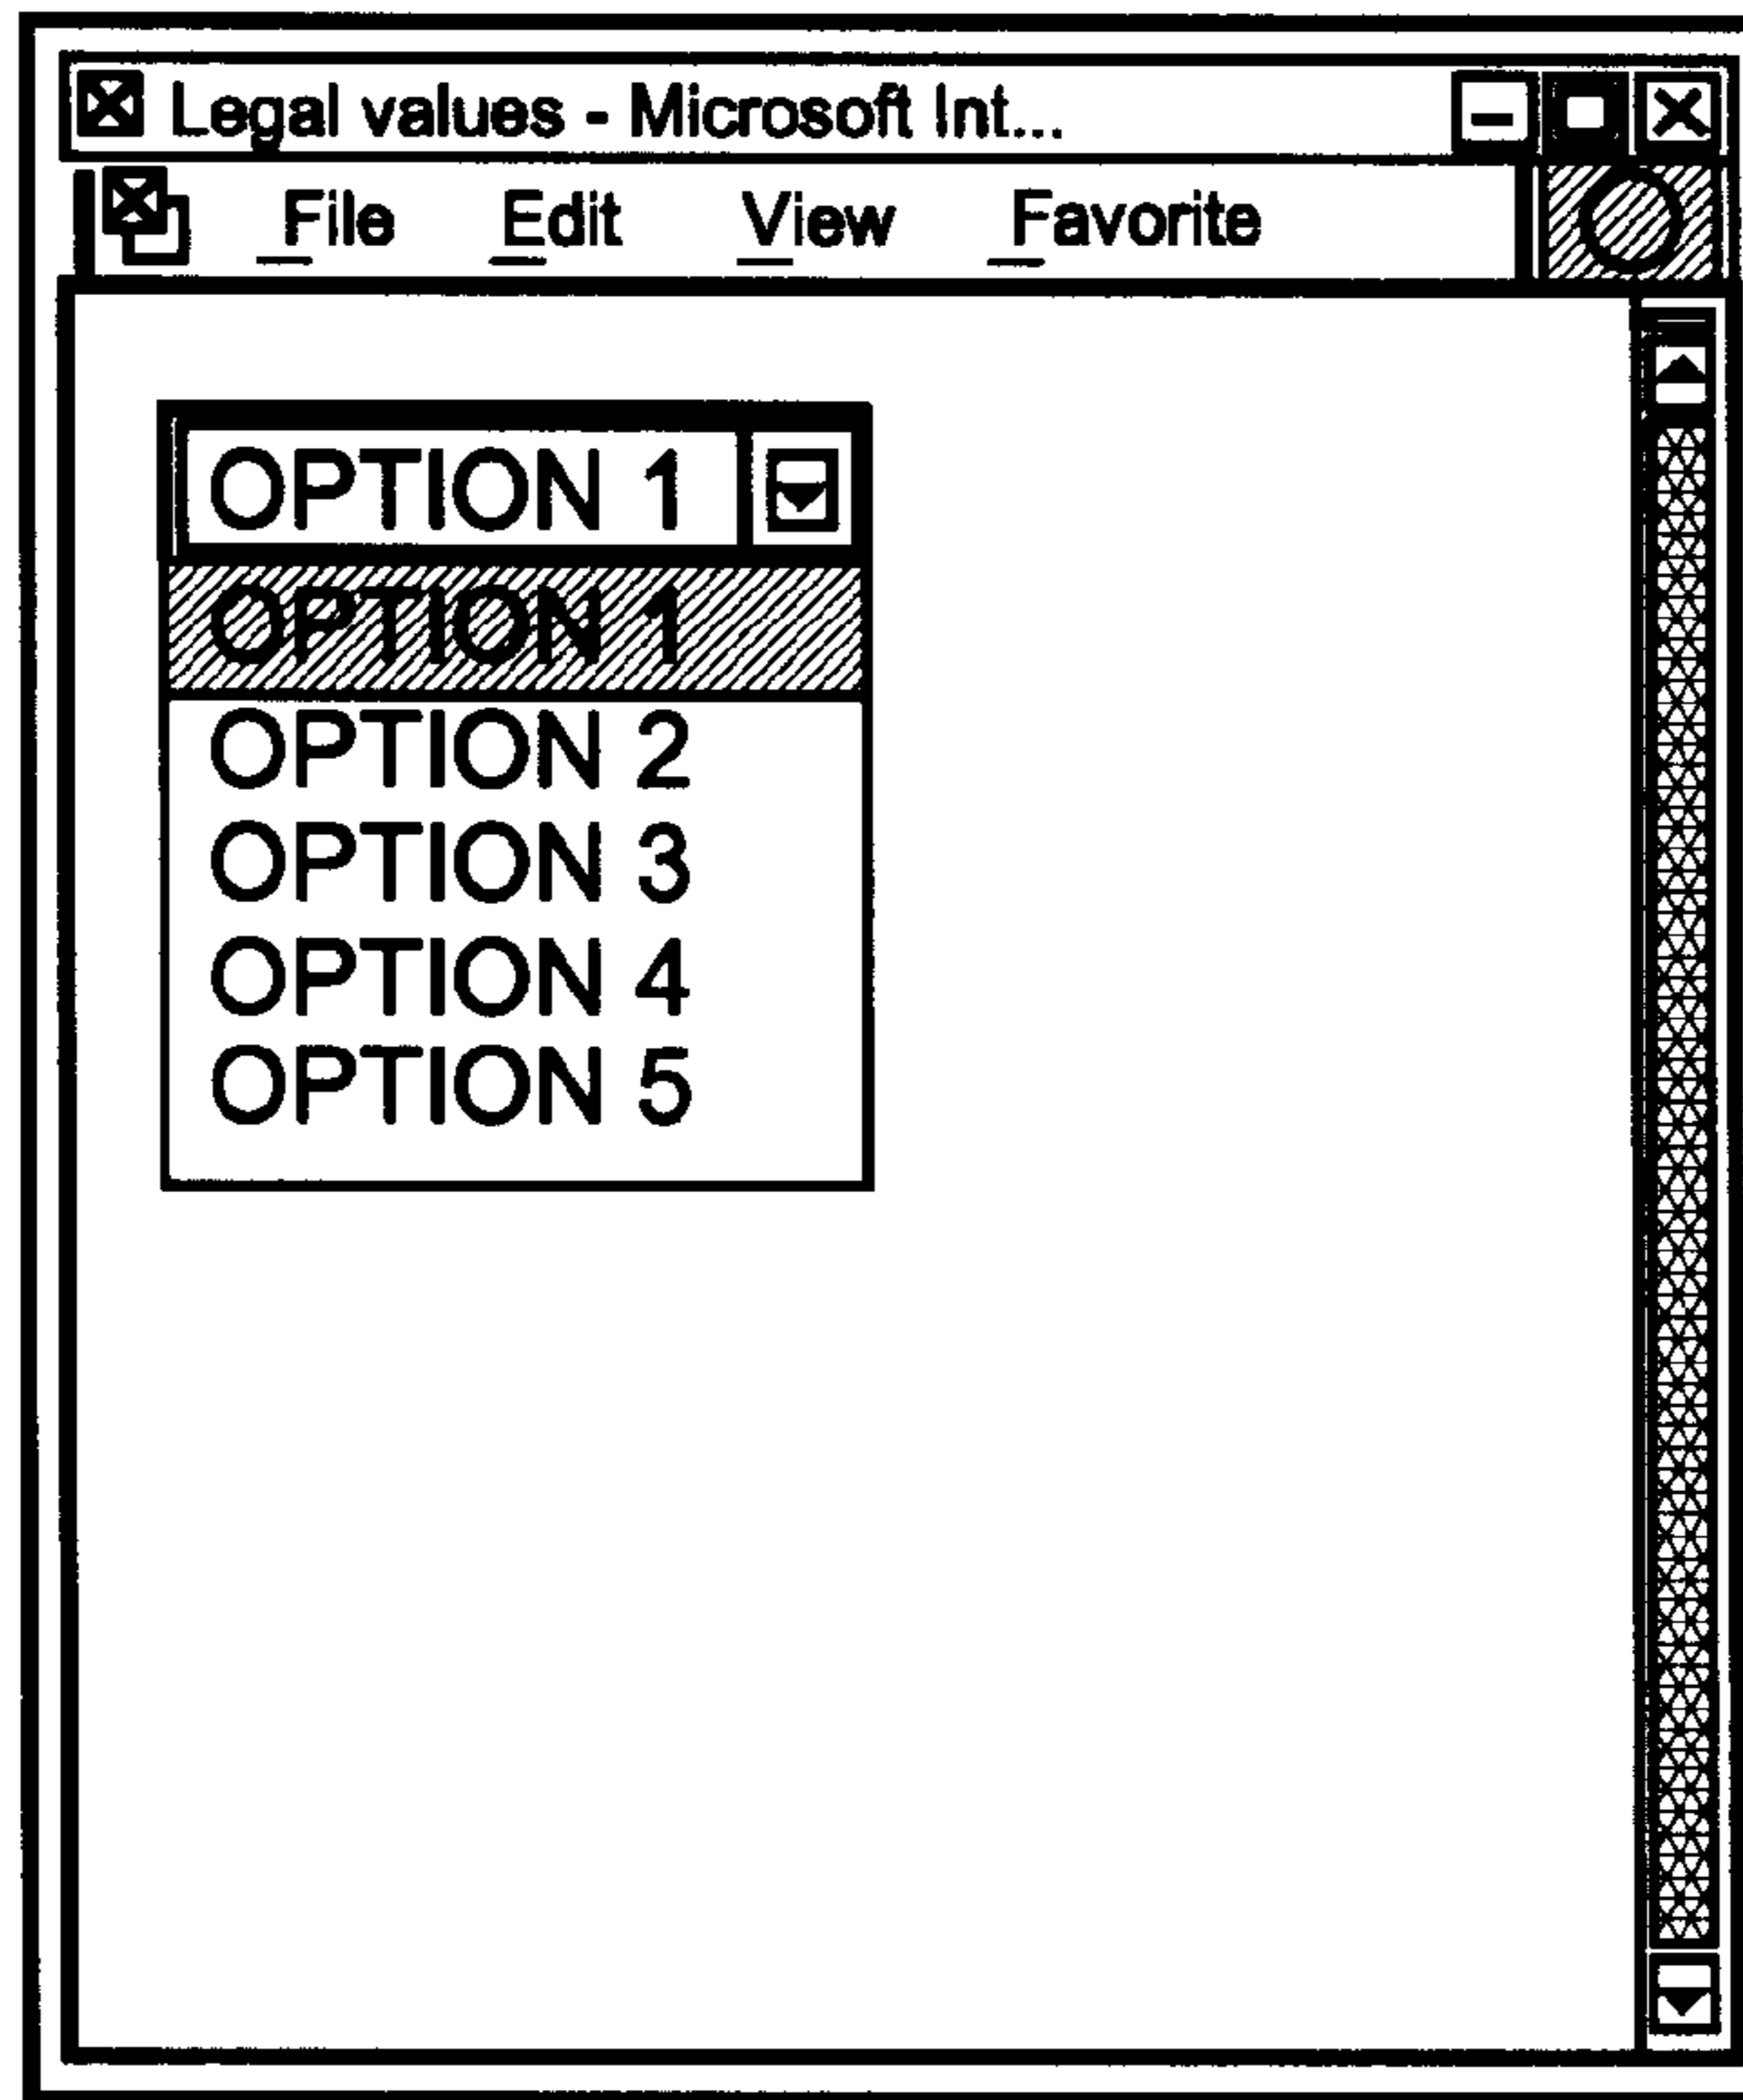 Legal values - Microsoft Int...
File Edit View Favorite
OPTION 1
OPTION 1
OPTION 2
OPTION 3
OPTION 4
OPTION 5